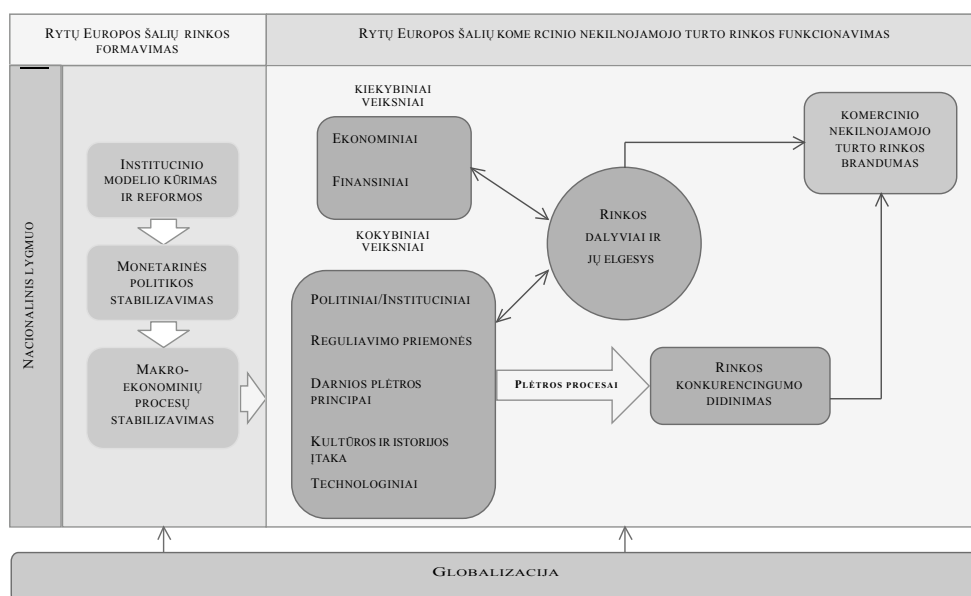 RYTŲ EUROPOS ŠALIŲ RINKOS
FORMAVIMAS
RYTŲ EUROPOS ŠALIŲ KOMERCINIO NEKILNOJAMOJO TURTO RINKOS FUNKCIONAVIMAS
NACIONALINIS LYGMUO
INSTITUCINIO
MODELIO KŪRIMAS
IR REFORMOS
MONETARINĖS
POLITIKOS
STABILIZAVIMAS
MAKRO-
EKONOMINIŲ
PROCESŲ
STABILIZAVIMAS
KIEKYBINIAI
VEIKSNIAI
EKONOMINIAI
FINANSINIAI
KOKYBINIAI
VEIKSNIAI
POLITINIAI/INSTITUCINIAI
REGULIAVIMO PRIEMONĖS
DARNIOS PLĖTROS
PRINCIPAI
KULTŪROS IR ISTORIJOS
ĮTAKA
TECHNOLOGINIAI
RINKOS
DALYVIAI IR
JŲ ELGESYS
PLĖTROS PROCESAI
RINKOS
KONKURENCINGUMO
DIDINIMAS
KOMERCINIO
NEKILNOJAMOJO
TURTO RINKOS
BRANDUMAS
GLOBALIZACIJA